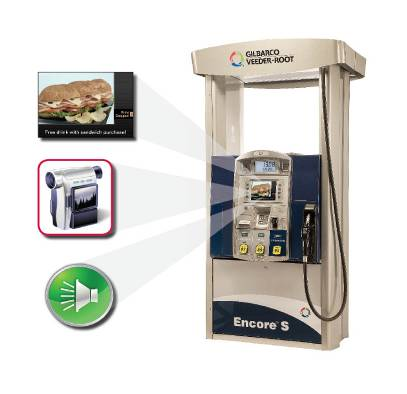 GILBARCO
VEEDER-ROOT
Free drink with sandwich purchase!
Encore S